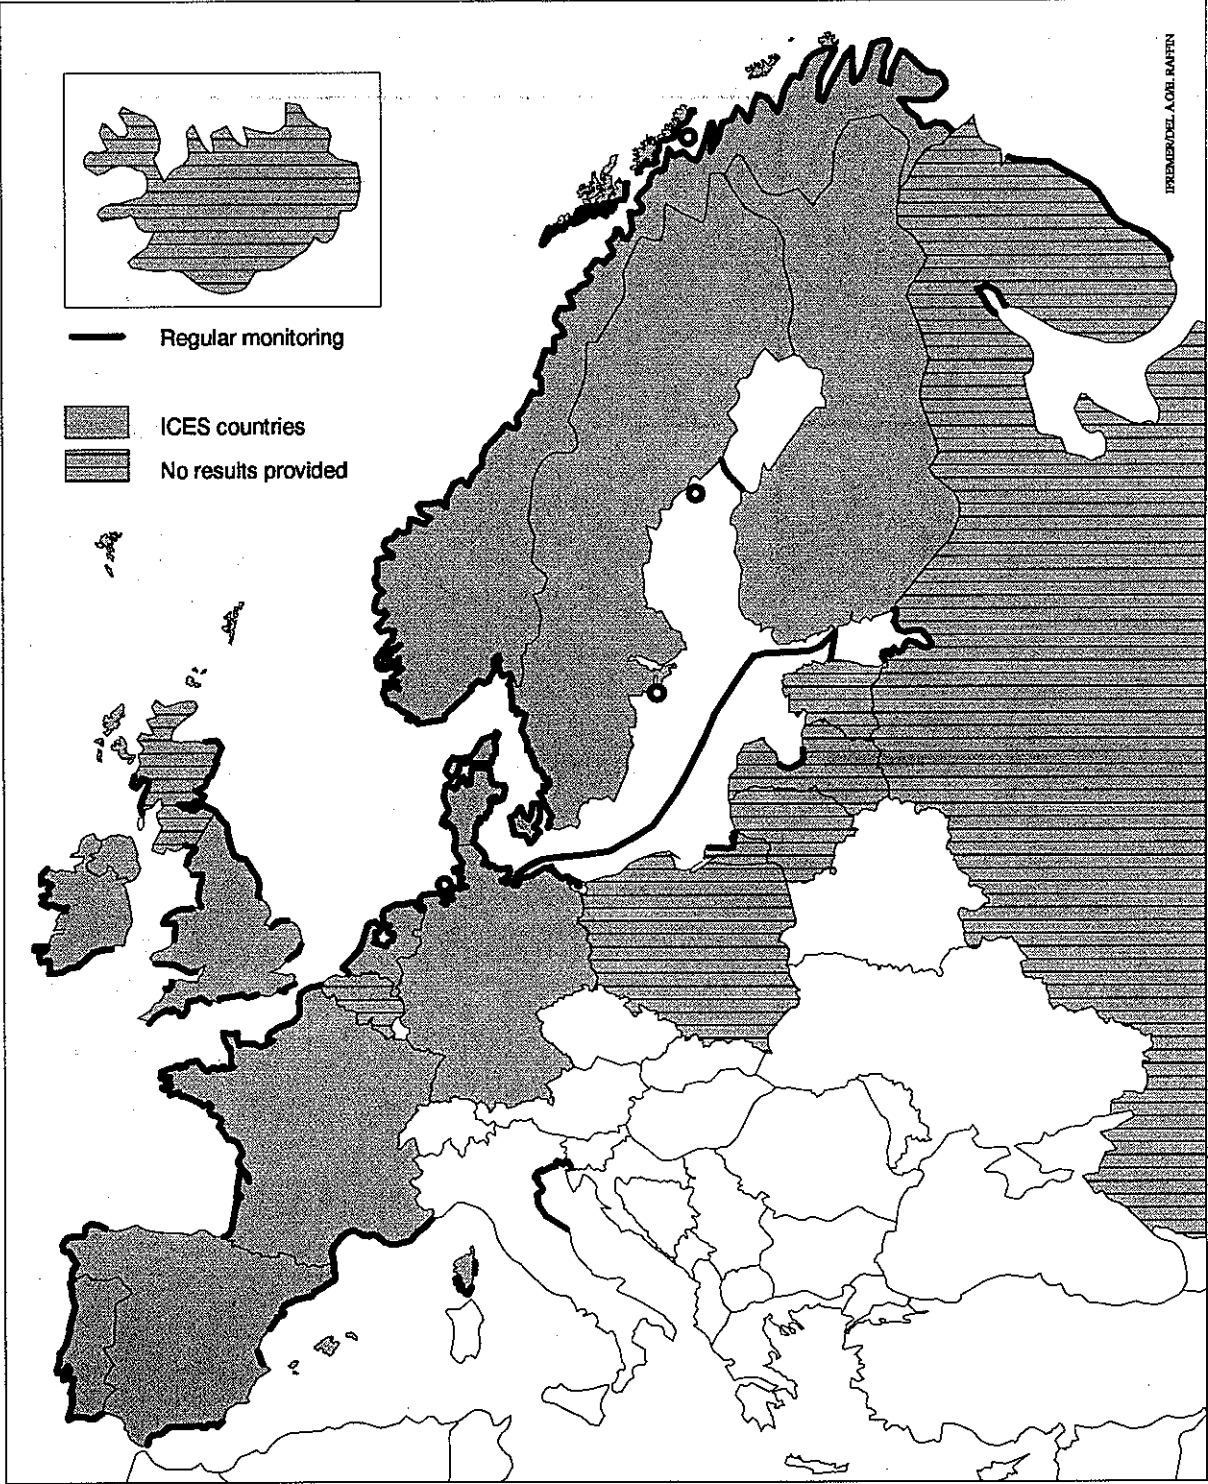 IFREMER/DEL A.O/H. RAFFIN
Regular monitoring
ICES countries
No results provided